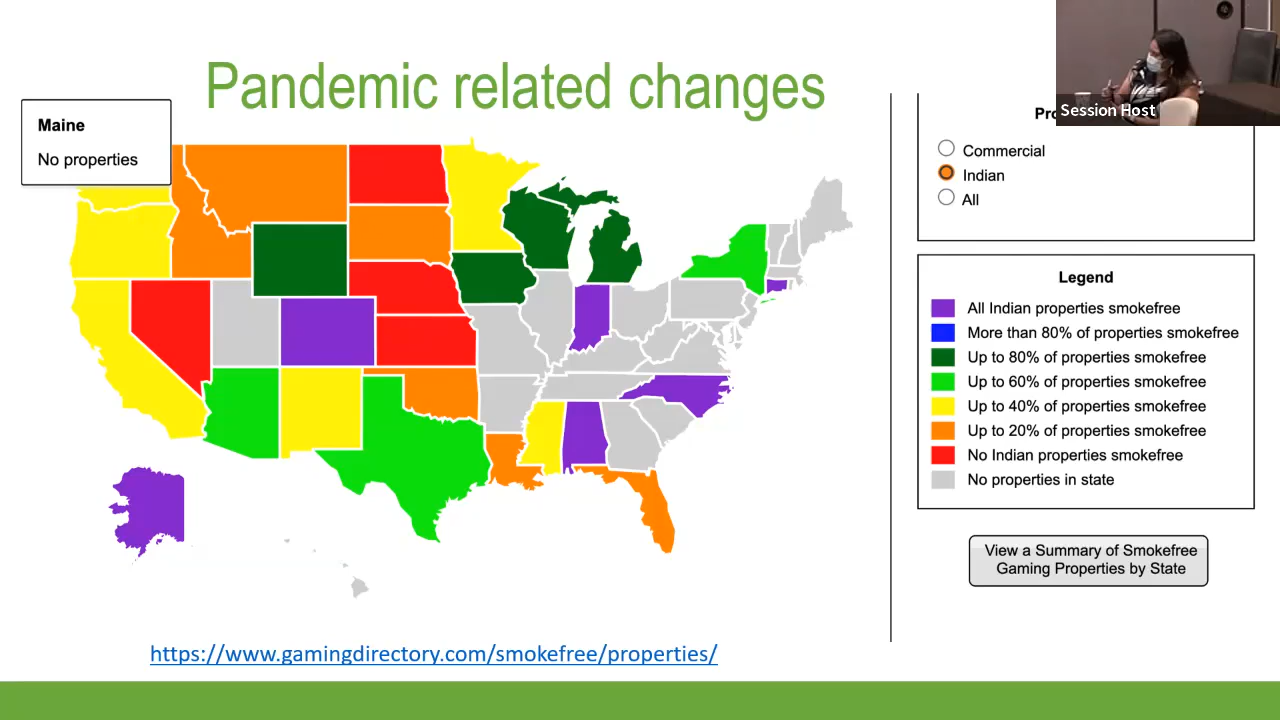 Pandemic related changes
Maine
No properties
Session Host
Commercial
Indian
All
Legend
All Indian properties smokefree
More than 80% of properties smokefree
Up to 80% of properties smokefree
Up to 60% of properties smokefree
Up to 40% of properties smokefree
Up to 20% of properties smokefree
No Indian properties smokefree
No properties in state
View a Summary of Smokefree
Gaming Properties by State
https://www.gamingdirectory.com/smokefree/properties/